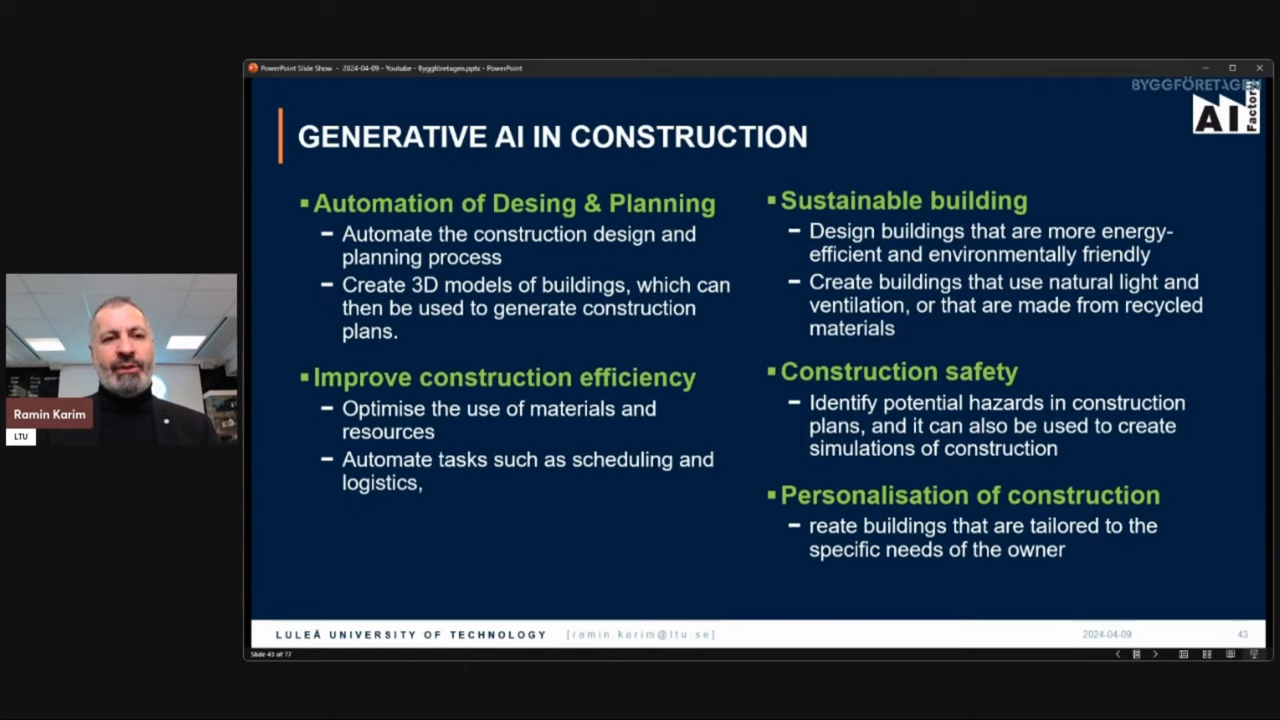 PowerPoint Slide Show - 2024-04-09 - Youtube - Byggföretagen.pptx - PowerPoint
BYGGFÖRETAGEN
AI Factory
GENERATIVE AI IN CONSTRUCTION
▪Automation of Desing & Planning
– Automate the construction design and
planning process
– Create 3D models of buildings, which can
then be used to generate construction
plans.
▪Improve construction efficiency
– Optimise the use of materials and
resources
– Automate tasks such as scheduling and
logistics,
▪Sustainable building
– Design buildings that are more energy-
efficient and environmentally friendly
– Create buildings that use natural light and
ventilation, or that are made from recycled
materials
▪Construction safety
– Identify potential hazards in construction
plans, and it can also be used to create
simulations of construction
▪Personalisation of construction
– reate buildings that are tailored to the
specific needs of the owner
Ramin Karim
LTU
LULEÅ UNIVERSITY OF TECHNOLOGY [ramin.karim@ltu.se] 2024-04-09 43
Slide 43 of 77